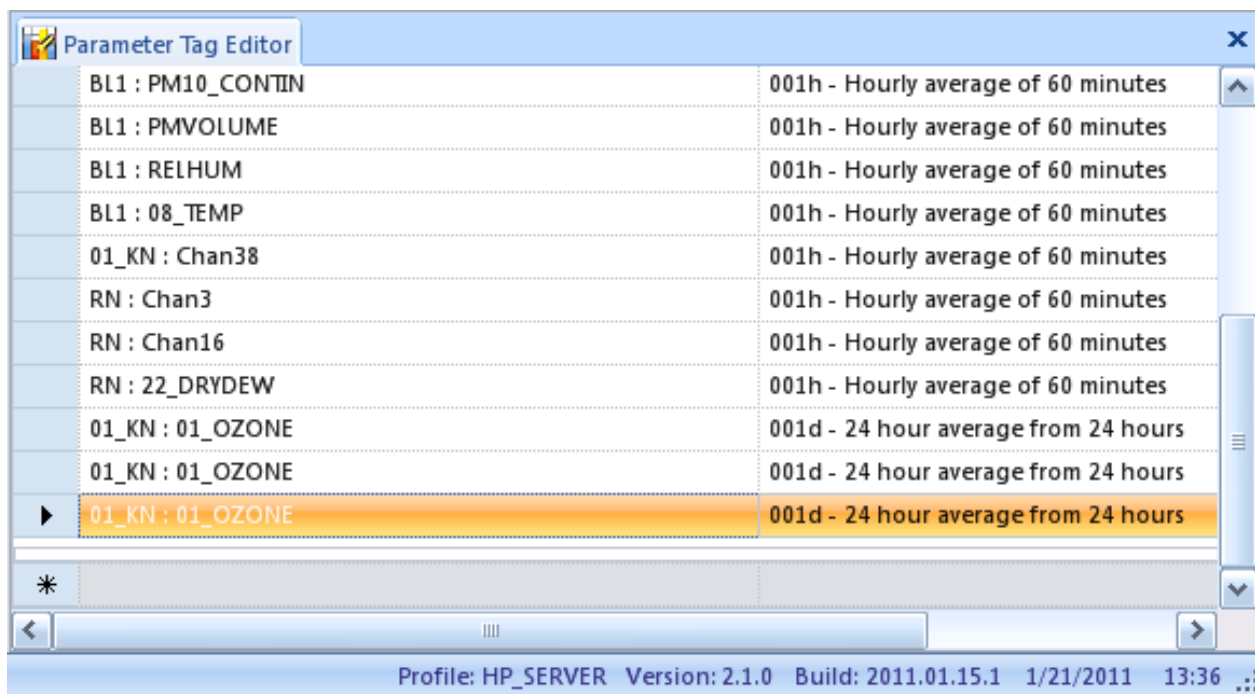 Parameter Tag Editor
BL1 : PM10_CONTIN 001h - Hourly average of 60 minutes
BL1 : PMVOLUME 001h - Hourly average of 60 minutes
BL1 : RELHUM 001h - Hourly average of 60 minutes
BL1 : 08_TEMP 001h - Hourly average of 60 minutes
01_KN : Chan38 001h - Hourly average of 60 minutes
RN : Chan3 001h - Hourly average of 60 minutes
RN : Chan16 001h - Hourly average of 60 minutes
RN : 22_DRYDEW 001h - Hourly average of 60 minutes
01_KN : 01_OZONE 001d - 24 hour average from 24 hours
01_KN : 01_OZONE 001d - 24 hour average from 24 hours
01_KN : 01_OZONE 001d - 24 hour average from 24 hours
Profile: HP_SERVER Version: 2.1.0 Build: 2011.01.15.1 1/21/2011 13:36